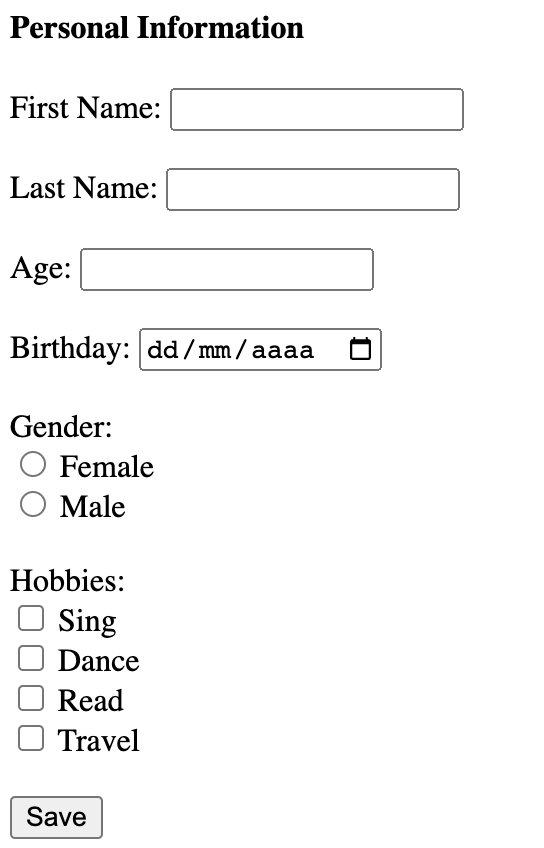 Personal Information
First Name:
Last Name:
Age:
Birthday: dd/mm/aaaa
Gender:
Female
Male
Hobbies:
Sing
Dance
Read
Travel
Save